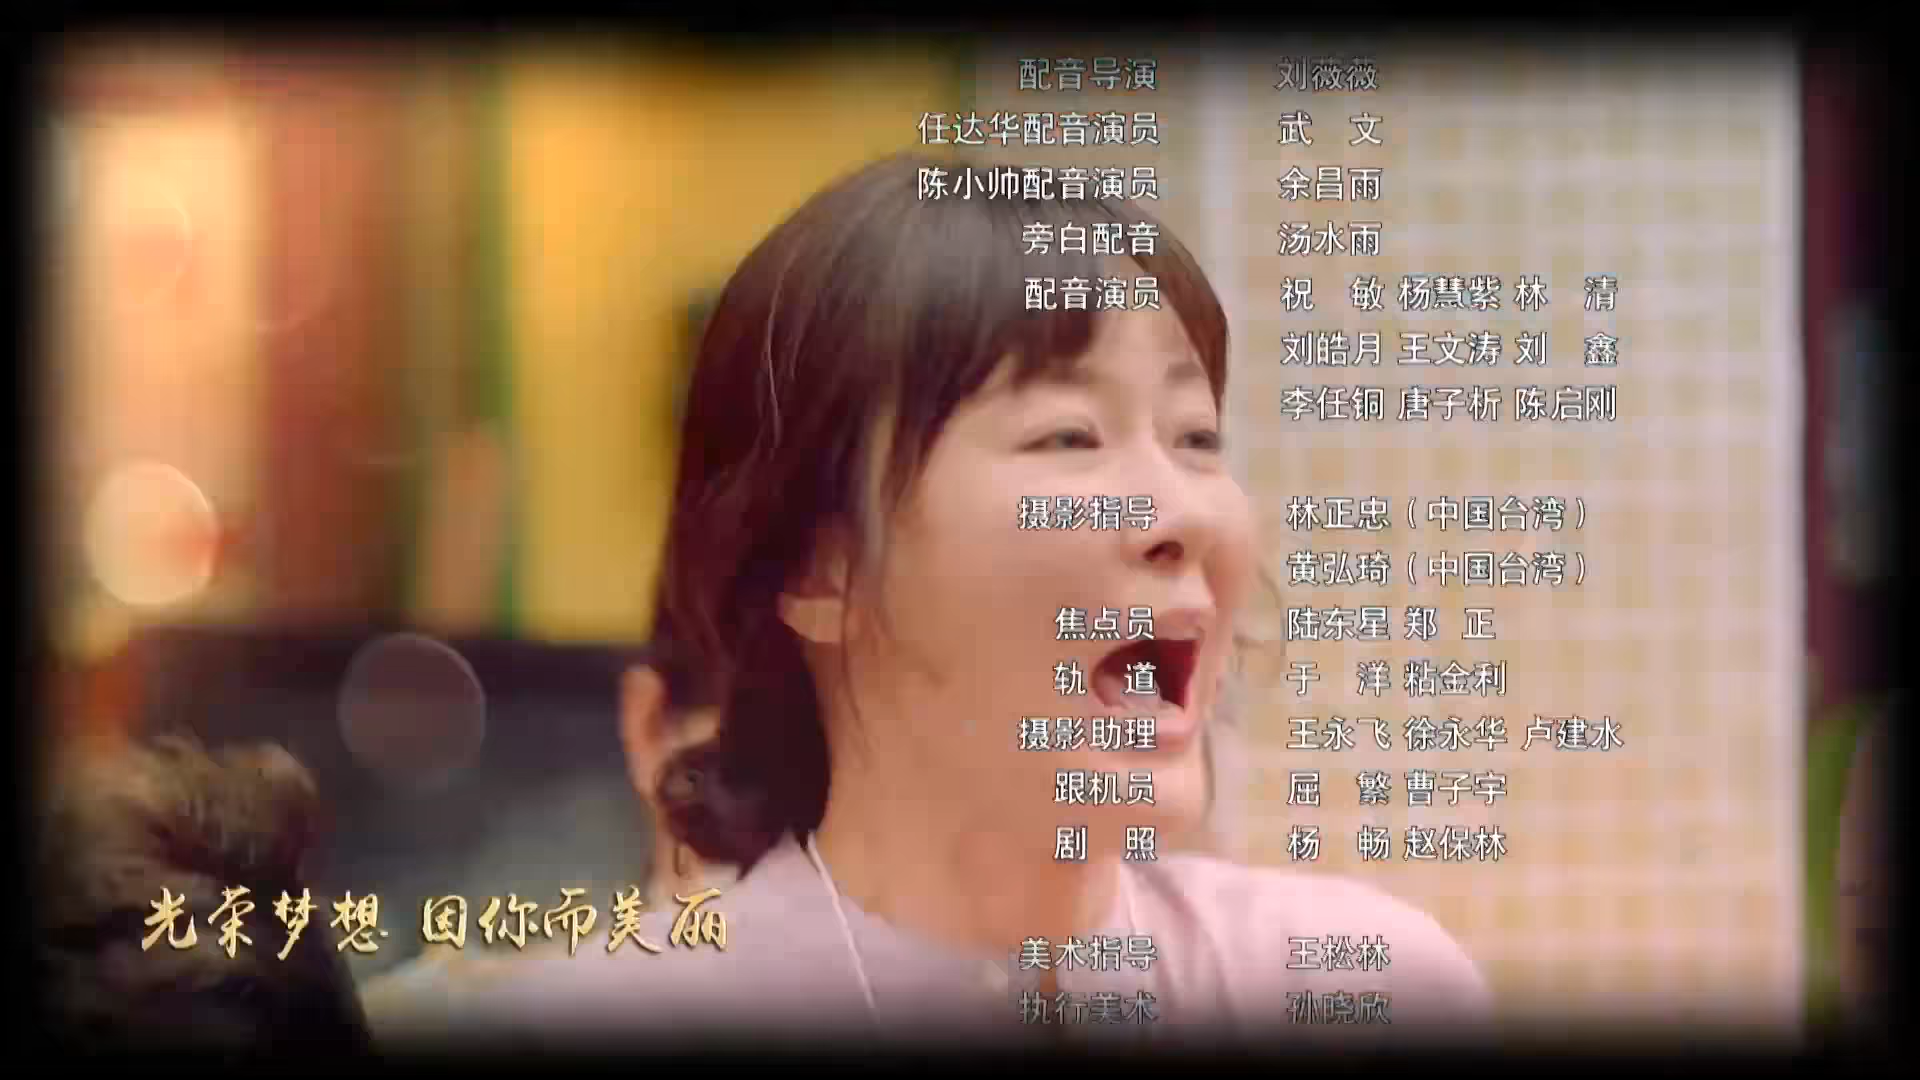 配音导演 刘薇薇
任达华配音演员 武 文
陈小帅配音演员 余昌雨
旁白配音 汤水雨
配音演员 祝 敏 杨慧紫 林 清
刘皓月 王文涛 刘 鑫
李任铜 唐子析 陈启刚
摄影指导 林正忠（中国台湾）
黄弘琦（中国台湾）
焦点员 陆东星 郑 正
轨 道 于 洋 粘金利
摄影助理 王永飞 徐永华 卢建水
跟机员 屈 繁 曹子宇
剧 照 杨 畅 赵保林
光荣梦想 因你而美丽
美术指导 王松林
执行美术 孙晓欣